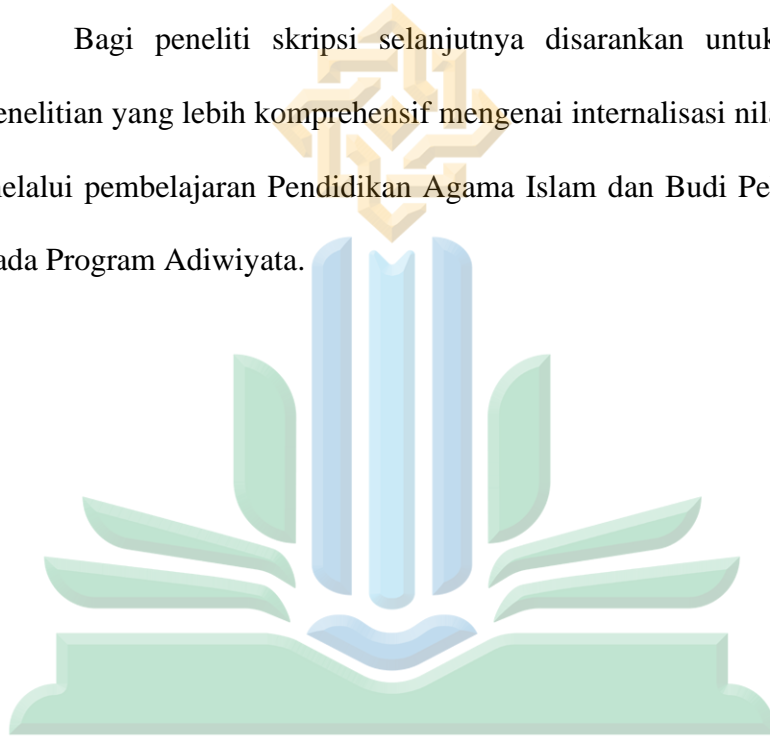 Bagi peneliti skripsi selanjutnya disarankan untuk
enelitian yang lebih komprehensif mengenai internalisasi nila
elalui pembelajaran Pendidikan Agama Islam dan Budi Pe
ada Program Adiwiyata.